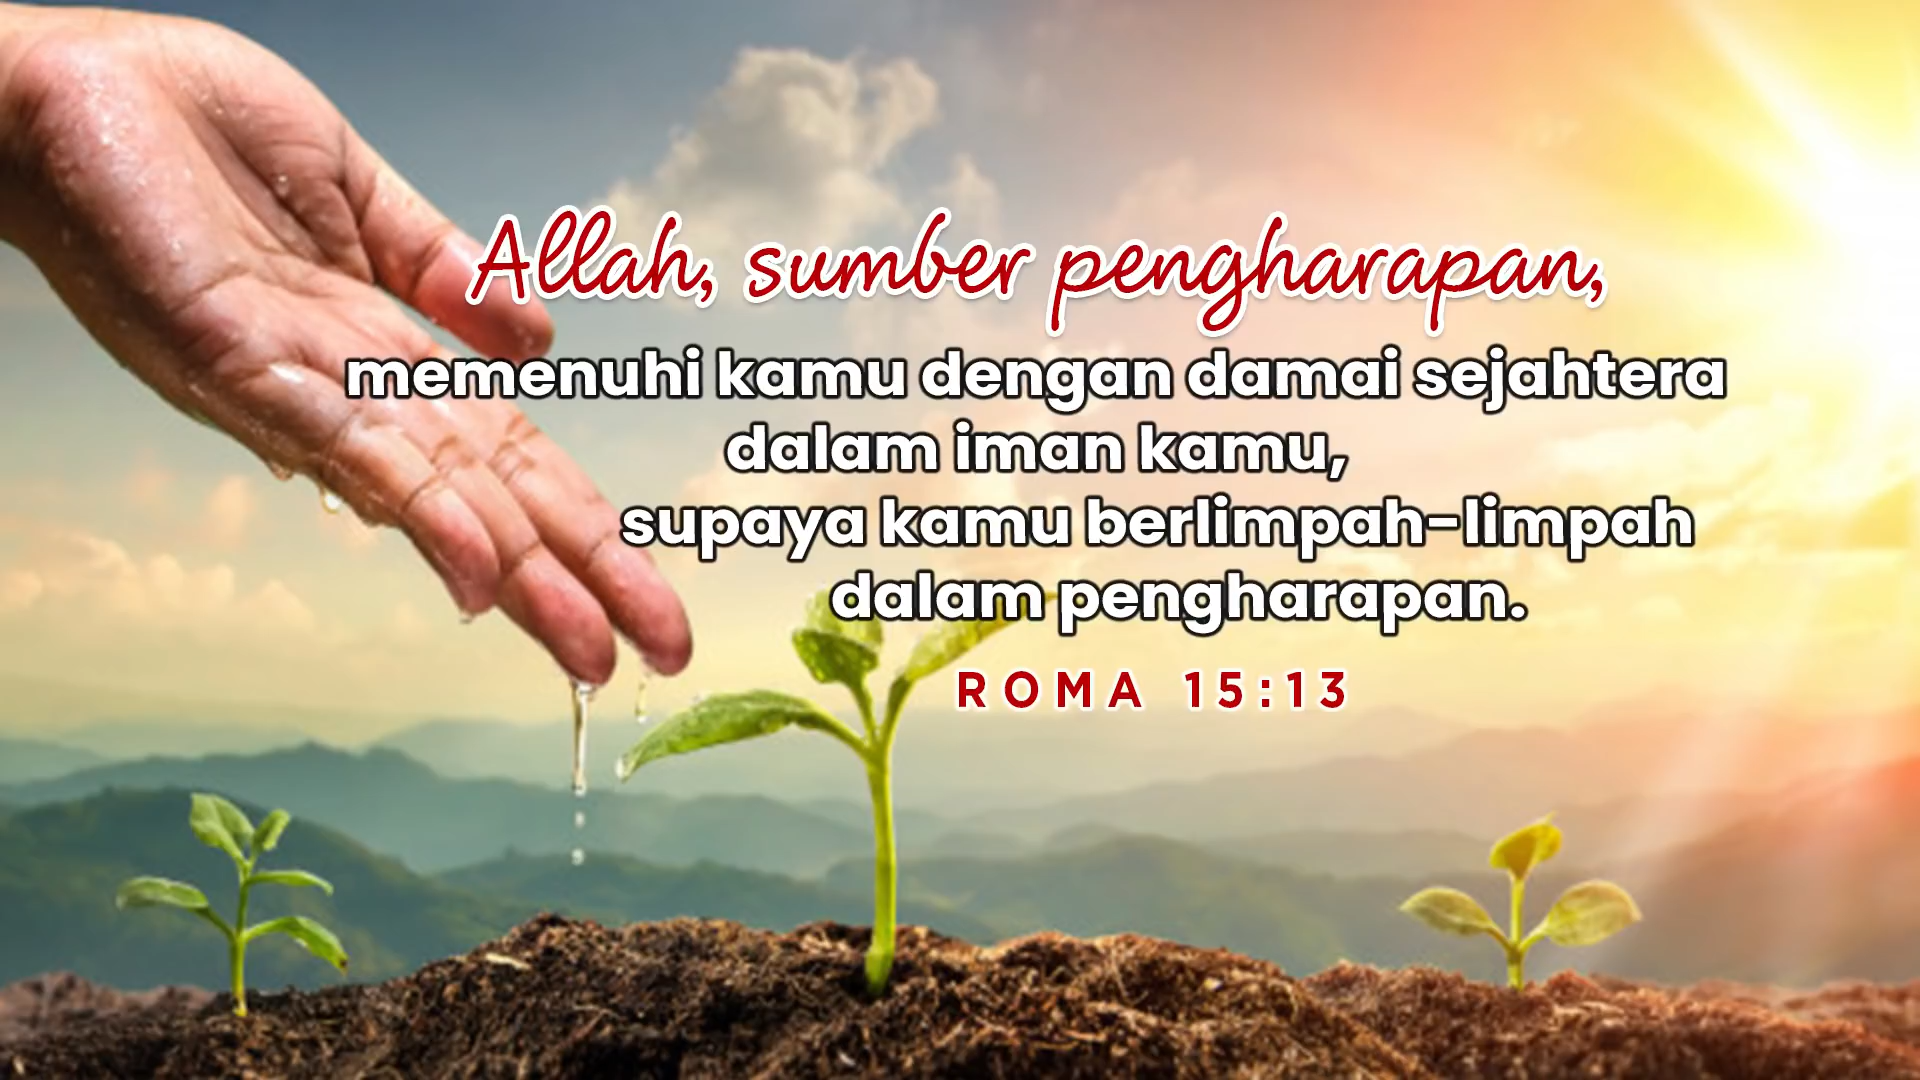 Allah, sumber pengharapan,
memenuhi kamu dengan damai sejahtera
dalam iman kamu,
supaya kamu berlimpah-limpah
dalam pengharapan.
ROMA 15:13